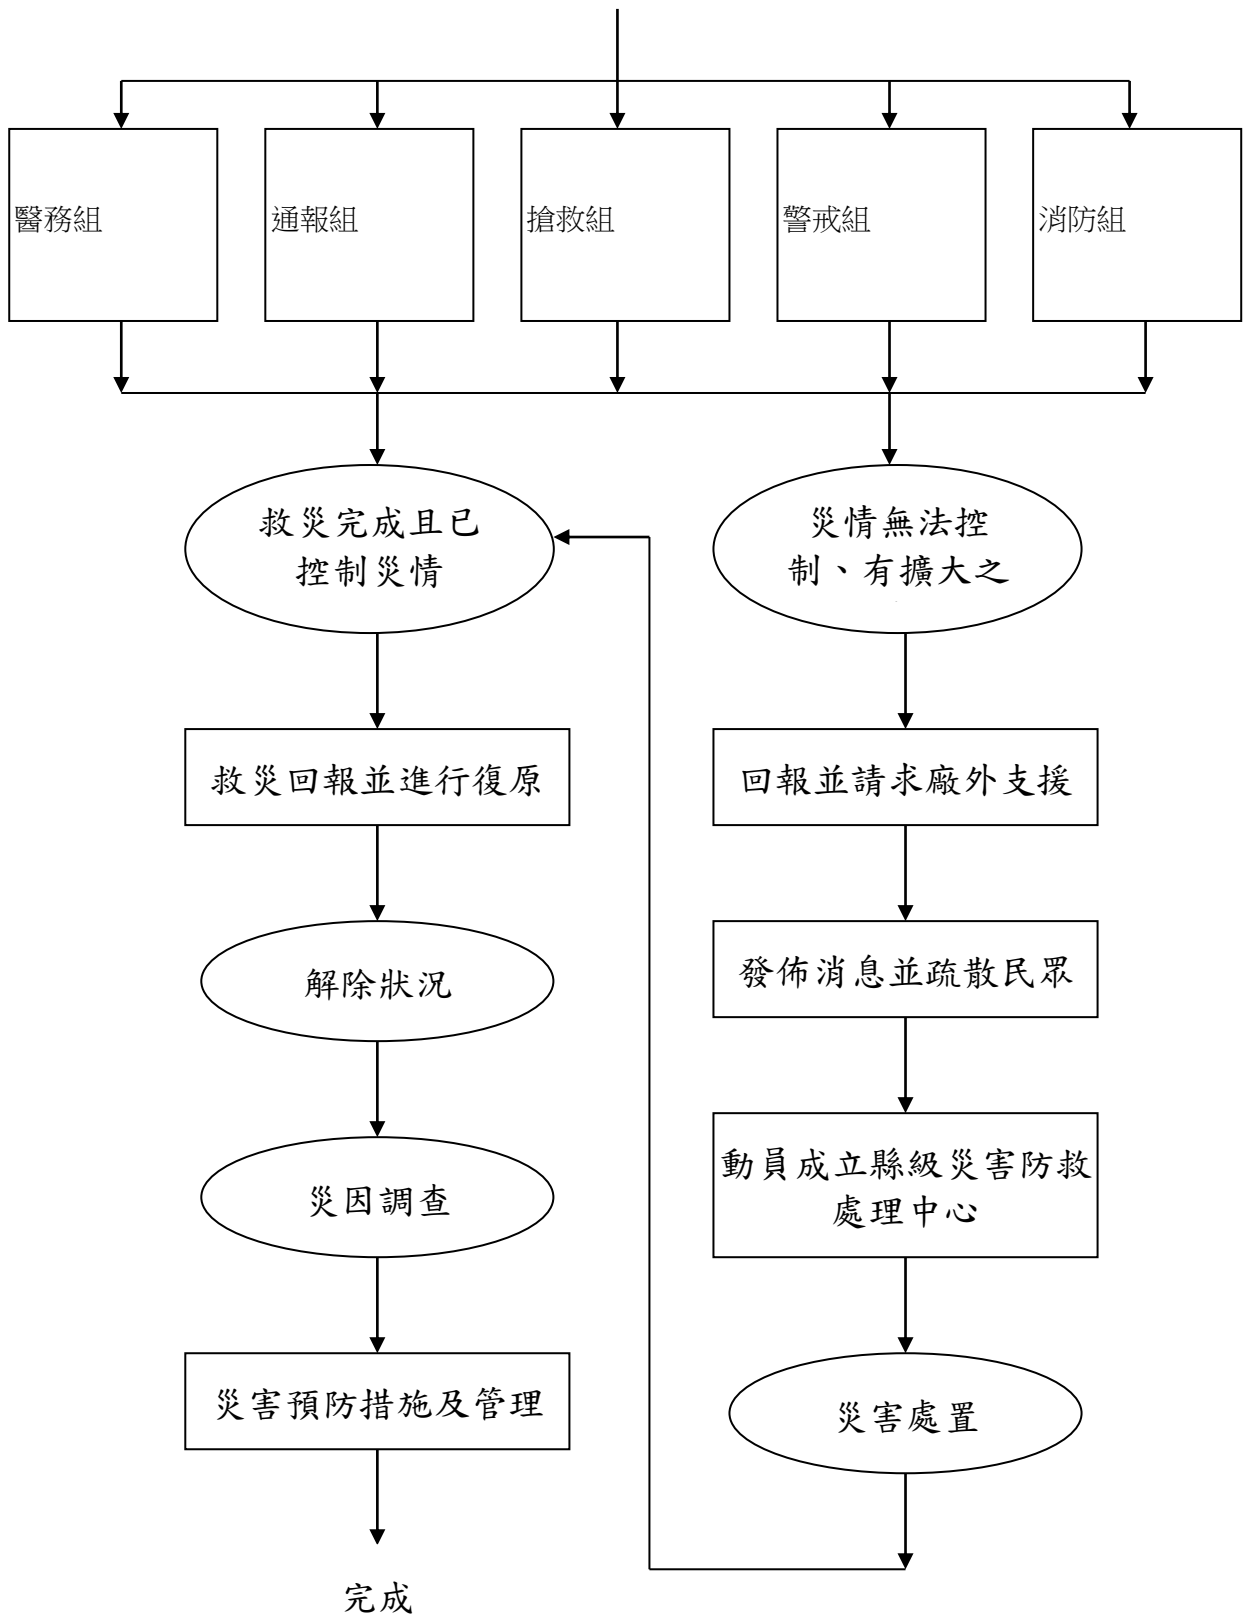 醫務組
通報組
搶救組
警戒組
消防組
救災完成且已
控制災情
災情無法控
制、有擴大之
救災回報並進行復原
回報並請求廠外支援
解除狀況
發佈消息並疏散民眾
災因調查
動員成立縣級災害防救
處理中心
災害預防措施及管理
災害處置
完成